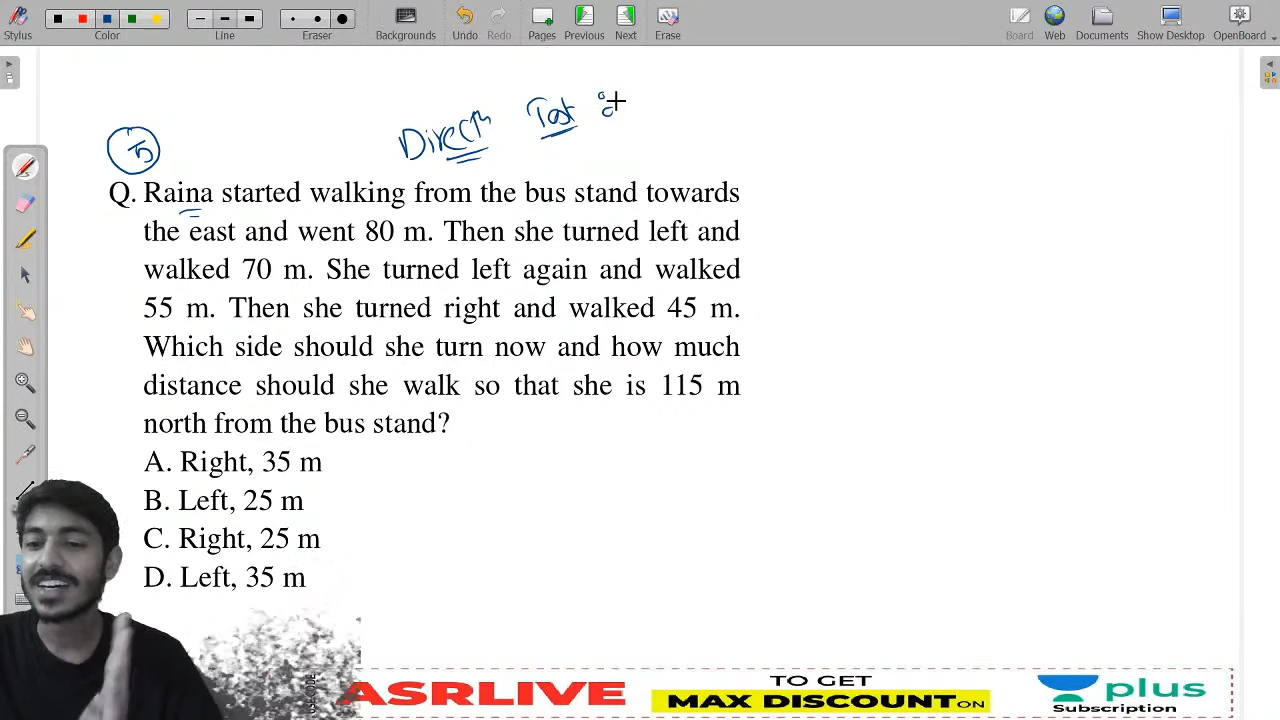 Stylus
Color
Line
Eraser
Backgrounds
Undo
Redo
Pages
Previous
Next
Erase
Board
Web
Documents
Show Desktop
OpenBoard
Test
Q. Raina started walking from the bus stand towards
the east and went 80 m. Then she turned left and
walked 70 m. She turned left again and walked
55 m. Then she turned right and walked 45 m.
Which side should she turn now and how much
distance should she walk so that she is 115 m
north from the bus stand?
A. Right, 35 m
B. Left, 25 m
C. Right, 25 m
D. Left, 35 m
ASRLIVE
TO GET
MAX DISCOUNT ON
plus
Subscription